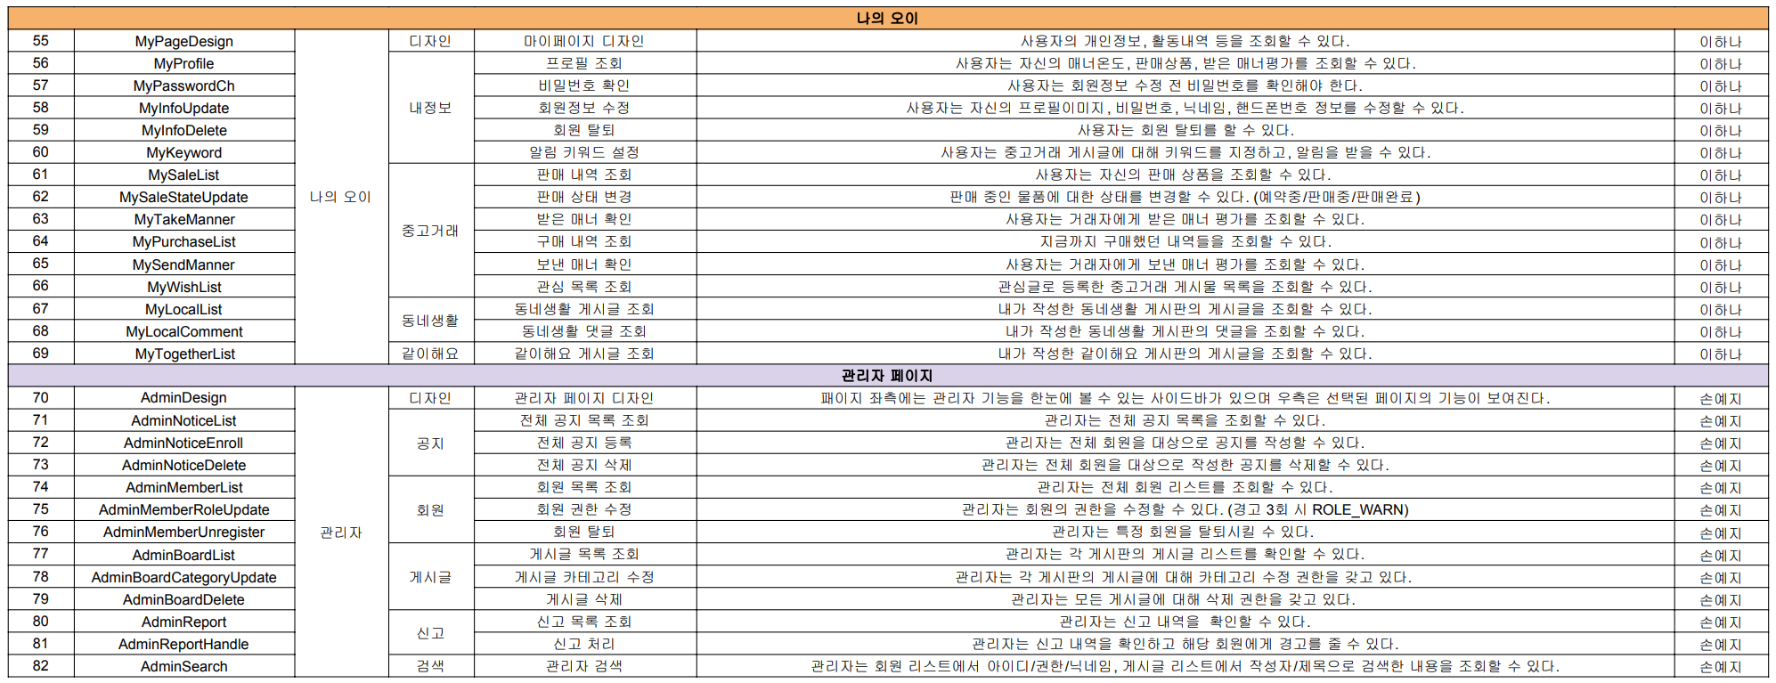 나의 오이
55 MyPageDesign 나의 오이 디자인 마이페이지 디자인 사용자의 개인정보, 활동내역 등을 조회할 수 있다. 이하나
56 MyProfile 내정보 프로필 조회 사용자는 자신의 매너온도, 판매상품, 받은 매너평가를 조회할 수 있다. 이하나
57 MyPasswordCh 비밀번호 확인 사용자는 회원정보 수정 전 비밀번호를 확인해야 한다. 이하나
58 MyInfoUpdate 회원정보 수정 사용자는 자신의 프로필이미지, 비밀번호, 닉네임, 핸드폰번호 정보를 수정할 수 있다. 이하나
59 MyInfoDelete 회원 탈퇴 사용자는 회원 탈퇴를 할 수 있다. 이하나
60 MyKeyword 알림 키워드 설정 사용자는 중고거래 게시글에 대해 키워드를 지정하고, 알림을 받을 수 있다. 이하나
61 MySaleList 중고거래 판매 내역 조회 사용자는 자신의 판매 상품을 조회할 수 있다. 이하나
62 MySaleStateUpdate 판매 상태 변경 판매 중인 물품에 대한 상태를 변경할 수 있다. (예약중/판매중/판매완료) 이하나
63 MyTakeManner 받은 매너 확인 사용자는 거래자에게 받은 매너 평가를 조회할 수 있다. 이하나
64 MyPurchaseList 구매 내역 조회 지금까지 구매했던 내역들을 조회할 수 있다. 이하나
65 MySendManner 보낸 매너 확인 사용자는 거래자에게 보낸 매너 평가를 조회할 수 있다. 이하나
66 MyWishList 관심 목록 조회 관심글로 등록한 중고거래 게시물 목록을 조회할 수 있다. 이하나
67 MyLocalList 동네생활 동네생활 게시글 조회 내가 작성한 동네생활 게시판의 게시글을 조회할 수 있다. 이하나
68 MyLocalComment 동네생활 댓글 조회 내가 작성한 동네생활 게시판의 댓글을 조회할 수 있다. 이하나
69 MyTogetherList 같이해요 같이해요 게시글 조회 내가 작성한 같이해요 게시판의 게시글을 조회할 수 있다. 이하나
관리자 페이지
70 AdminDesign 관리자 디자인 관리자 페이지 디자인 패이지 좌측에는 관리자 기능을 한눈에 볼 수 있는 사이드바가 있으며 우측은 선택된 페이지의 기능이 보여진다. 손예지
71 AdminNoticeList 공지 전체 공지 목록 조회 관리자는 전체 공지 목록을 조회할 수 있다. 손예지
72 AdminNoticeEnroll 전체 공지 등록 관리자는 전체 회원을 대상으로 공지를 작성할 수 있다. 손예지
73 AdminNoticeDelete 전체 공지 삭제 관리자는 전체 회원을 대상으로 작성한 공지를 삭제할 수 있다. 손예지
74 AdminMemberList 회원 회원 목록 조회 관리자는 전체 회원 리스트를 조회할 수 있다. 손예지
75 AdminMemberRoleUpdate 회원 권한 수정 관리자는 회원의 권한을 수정할 수 있다. (경고 3회 시 ROLE_WARN) 손예지
76 AdminMemberUnregister 회원 탈퇴 관리자는 특정 회원을 탈퇴시킬 수 있다. 손예지
77 AdminBoardList 게시글 게시글 목록 조회 관리자는 각 게시판의 게시글 리스트를 확인할 수 있다. 손예지
78 AdminBoardCategoryUpdate 게시글 카테고리 수정 관리자는 각 게시판의 게시글에 대해 카테고리 수정 권한을 갖고 있다. 손예지
79 AdminBoardDelete 게시글 삭제 관리자는 모든 게시글에 대해 삭제 권한을 갖고 있다. 손예지
80 AdminReport 신고 신고 목록 조회 관리자는 신고 내역을 확인할 수 있다. 손예지
81 AdminReportHandle 신고 처리 관리자는 신고 내역을 확인하고 해당 회원에게 경고를 줄 수 있다. 손예지
82 AdminSearch 검색 관리자 검색 관리자는 회원 리스트에서 아이디/권한/닉네임, 게시글 리스트에서 작성자/제목으로 검색한 내용을 조회할 수 있다. 손예지